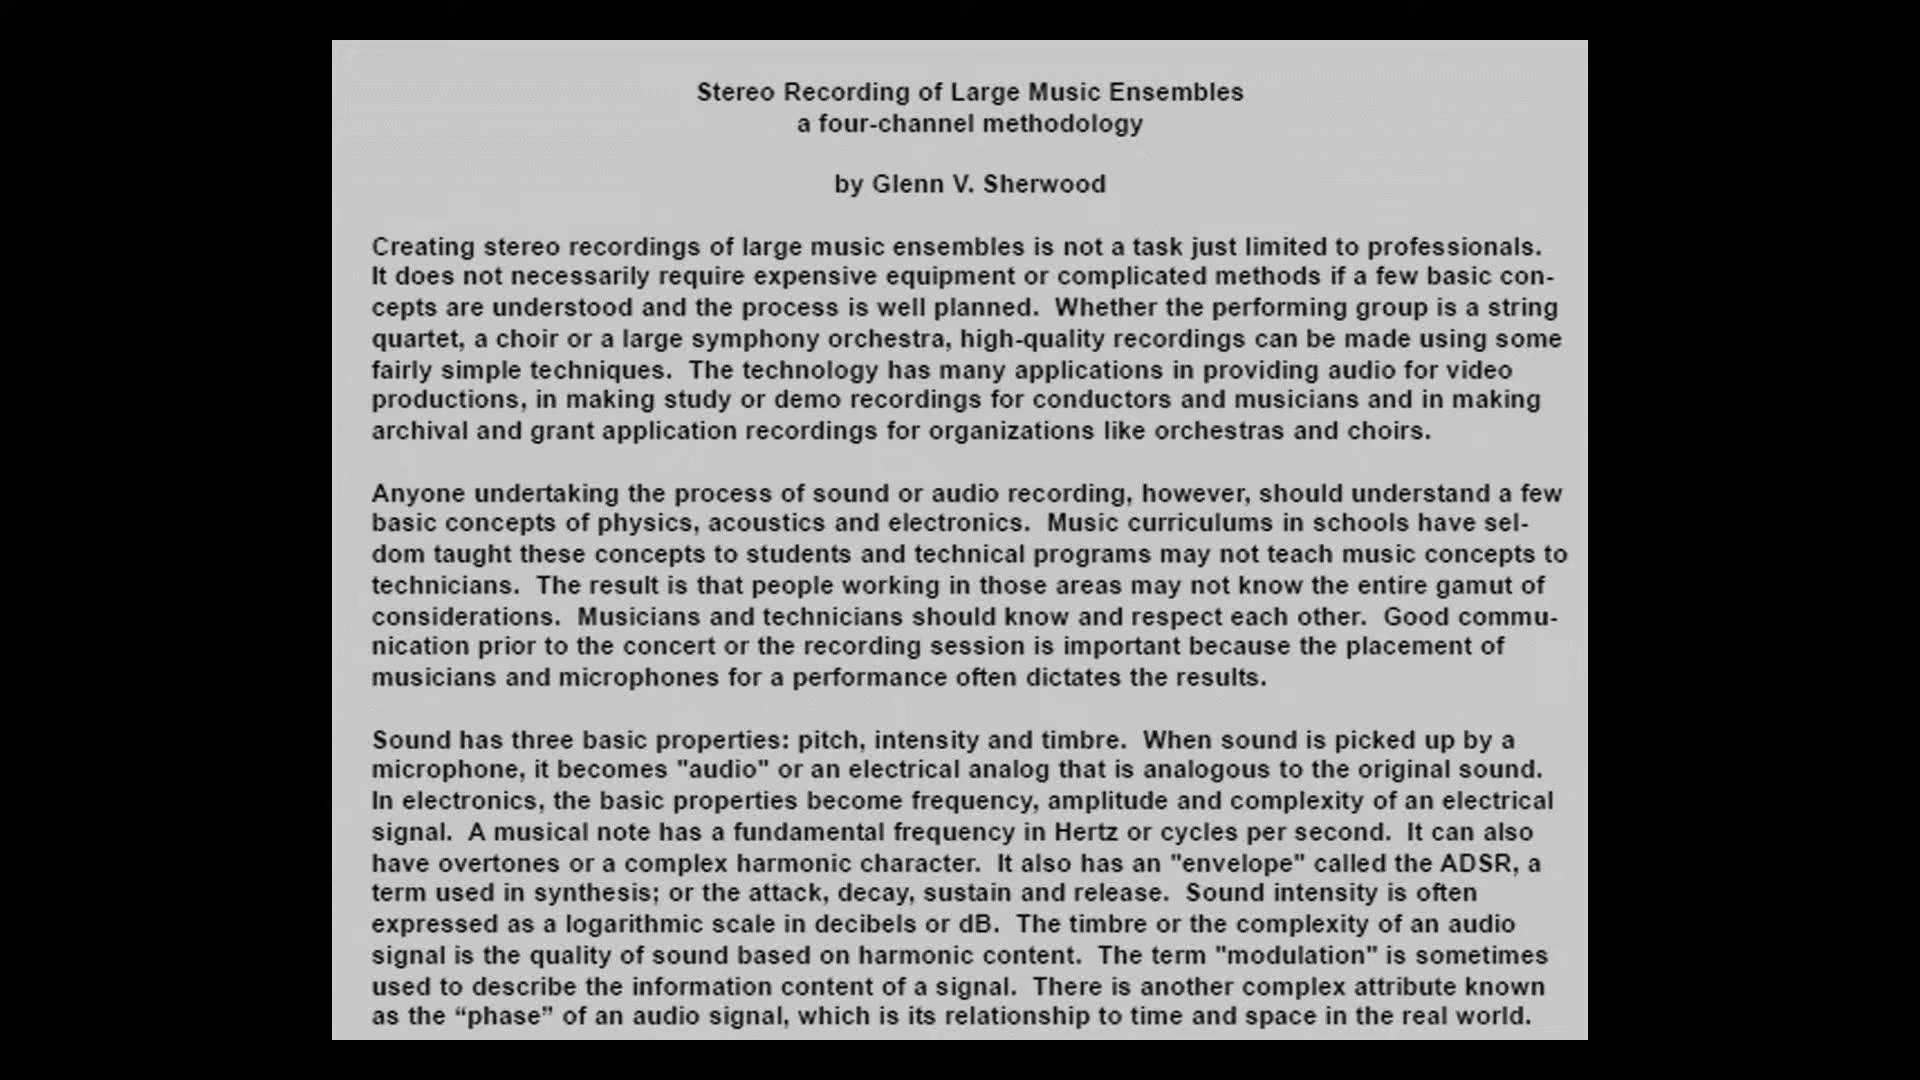 Stereo Recording of Large Music Ensembles
a four-channel methodology
by Glenn V. Sherwood
Creating stereo recordings of large music ensembles is not a task just limited to professionals.
It does not necessarily require expensive equipment or complicated methods if a few basic con-
cepts are understood and the process is well planned.  Whether the performing group is a string
quartet, a choir or a large symphony orchestra, high-quality recordings can be made using some
fairly simple techniques.  The technology has many applications in providing audio for video
productions, in making study or demo recordings for conductors and musicians and in making
archival and grant application recordings for organizations like orchestras and choirs.
Anyone undertaking the process of sound or audio recording, however, should understand a few
basic concepts of physics, acoustics and electronics.  Music curriculums in schools have sel-
dom taught these concepts to students and technical programs may not teach music concepts to
technicians.  The result is that people working in those areas may not know the entire gamut of
considerations.  Musicians and technicians should know and respect each other.  Good commu-
nication prior to the concert or the recording session is important because the placement of
musicians and microphones for a performance often dictates the results.
Sound has three basic properties: pitch, intensity and timbre.  When sound is picked up by a
microphone, it becomes "audio" or an electrical analog that is analogous to the original sound.
In electronics, the basic properties become frequency, amplitude and complexity of an electrical
signal.  A musical note has a fundamental frequency in Hertz or cycles per second.  It can also
have overtones or a complex harmonic character.  It also has an "envelope" called the ADSR, a
term used in synthesis; or the attack, decay, sustain and release.  Sound intensity is often
expressed as a logarithmic scale in decibels or dB.  The timbre or the complexity of an audio
signal is the quality of sound based on harmonic content.  The term "modulation" is sometimes
used to describe the information content of a signal.  There is another complex attribute known
as the “phase” of an audio signal, which is its relationship to time and space in the real world.